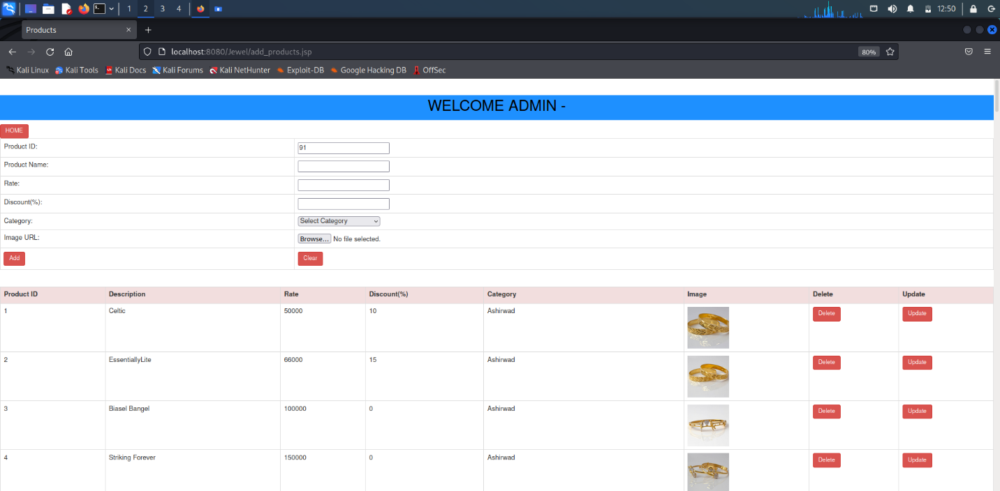 1 2 3 4 12:50
Products
localhost:8080/Jewel/add_products.jsp 80%
Kali Linux Kali Tools Kali Docs Kali Forums Kali NetHunter Exploit-DB Google Hacking DB OffSec
WELCOME ADMIN -
HOME
Product ID: 91
Product Name:
Rate:
Discount(%):
Category: Select Category
Image URL: Browse... No file selected.
Add Clear
Product ID Description Rate Discount(%) Category Image Delete Update
1 Celtic 50000 10 Ashirwad Delete Update
2 EssentiallyLite 66000 15 Ashirwad Delete Update
3 Biasel Bangel 100000 0 Ashirwad Delete Update
4 Striking Forever 150000 0 Ashirwad Delete Update